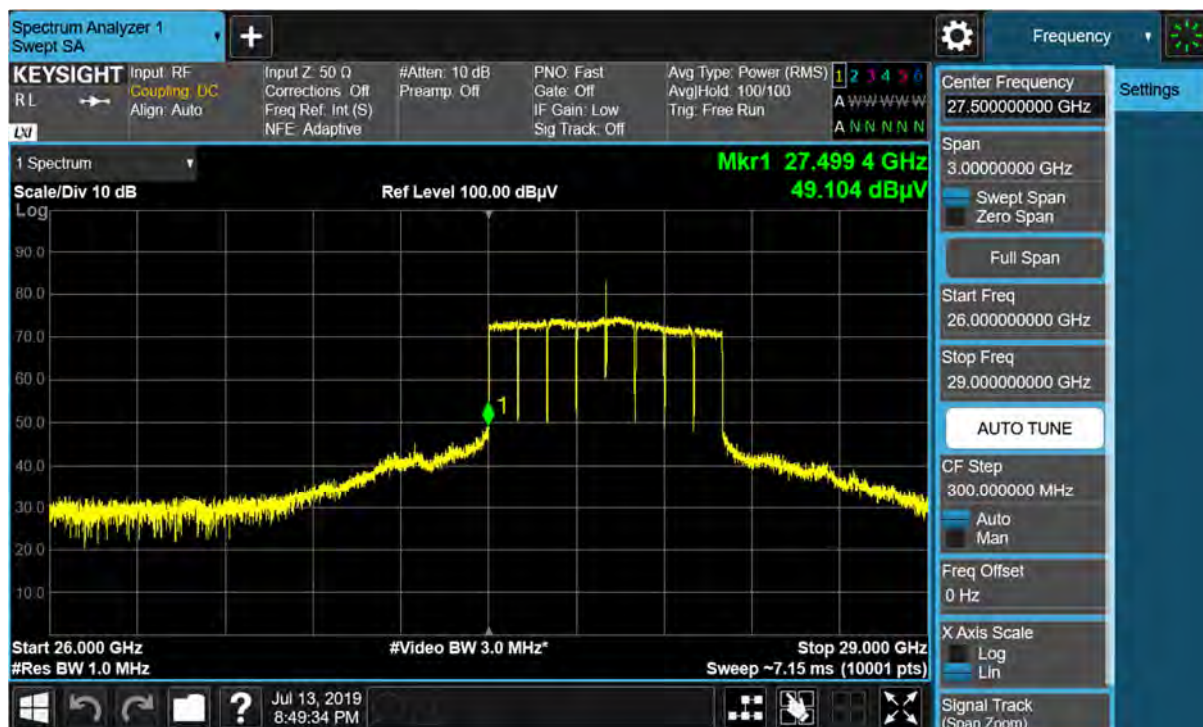 Spectrum Analyzer 1
Swept SA
+
Frequency
KEYSIGHT
RL
LXI
Input: RF
Coupling: DC
Align: Auto
Input Z: 50 Ω
Corrections: Off
Freq Ref: Int (S)
NFE: Adaptive
#Atten: 10 dB
Preamp: Off
PNO: Fast
Gate: Off
IF Gain: Low
Sig Track: Off
Avg Type: Power (RMS)
Avg|Hold: 100/100
Trig: Free Run
1 2 3 4 5 6
A W W W W W
A N N N N N
1 Spectrum
Scale/Div 10 dB
Log
Ref Level 100.00 dBµV
Mkr1 27.499 4 GHz
49.104 dBµV
90.0
80.0
70.0
60.0
50.0
40.0
30.0
20.0
10.0
1
Start 26.000 GHz
#Res BW 1.0 MHz
#Video BW 3.0 MHz*
Stop 29.000 GHz
Sweep ~7.15 ms (10001 pts)
?
Jul 13, 2019
8:49:34 PM
Center Frequency
27.500000000 GHz
Span
3.00000000 GHz
Swept Span
Zero Span
Full Span
Start Freq
26.000000000 GHz
Stop Freq
29.000000000 GHz
AUTO TUNE
CF Step
300.000000 MHz
Auto
Man
Freq Offset
0 Hz
X Axis Scale
Log
Lin
Signal Track
(Span Zoom)
Settings